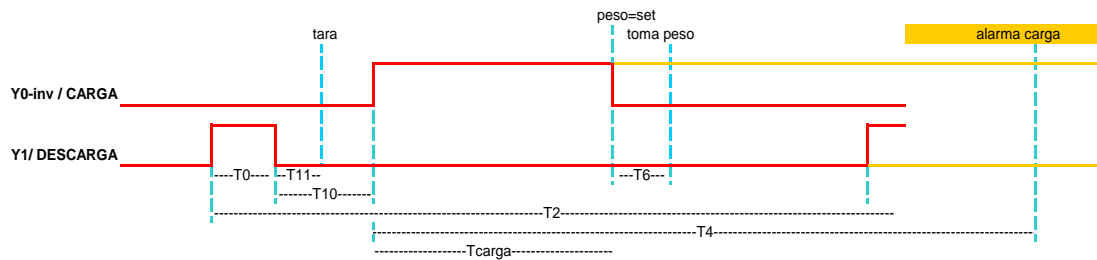 peso=set
tara
toma peso
alarma carga
Y0-inv / CARGA
Y1/ DESCARGA
----T0----
--T11--
---T6---
-------T10-------
T2
T4
Tcarga